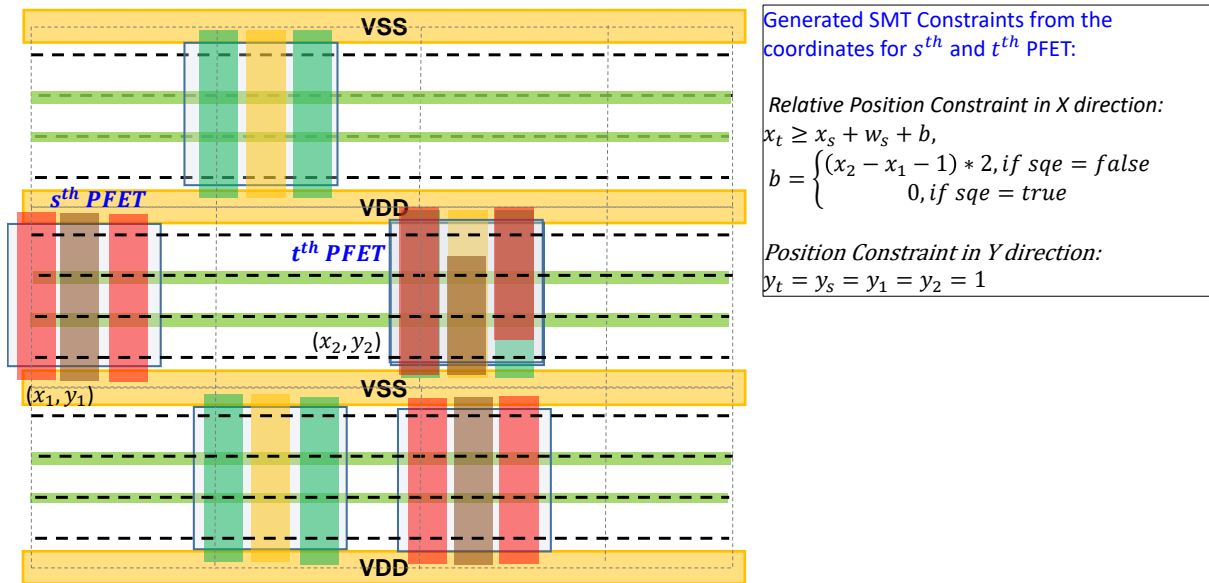 VSS
s^{th} PFET
VDD
t^{th} PFET
(x_2, y_2)
VSS
(x_1, y_1)
VDD
Generated SMT Constraints from the
coordinates for s^{th} and t^{th} PFET:
Relative Position Constraint in X direction:
x_t ≥ x_s + w_s + b,
b = { (x_2 − x_1 − 1) * 2, if sqe = false
0, if sqe = true
Position Constraint in Y direction:
y_t = y_s = y_1 = y_2 = 1